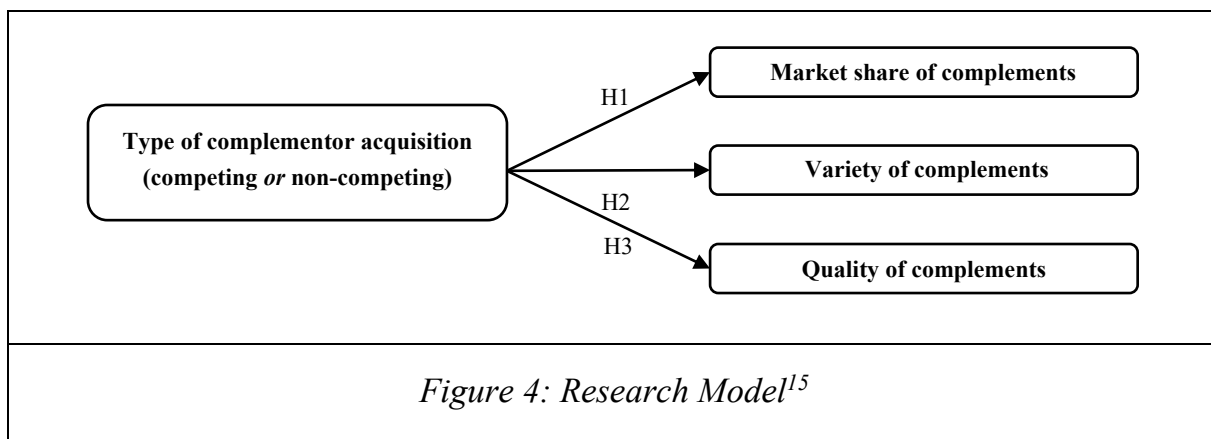 Type of complementor acquisition
(competing or non-competing)
H1
H2
H3
Market share of complements
Variety of complements
Quality of complements
Figure 4: Research Model15